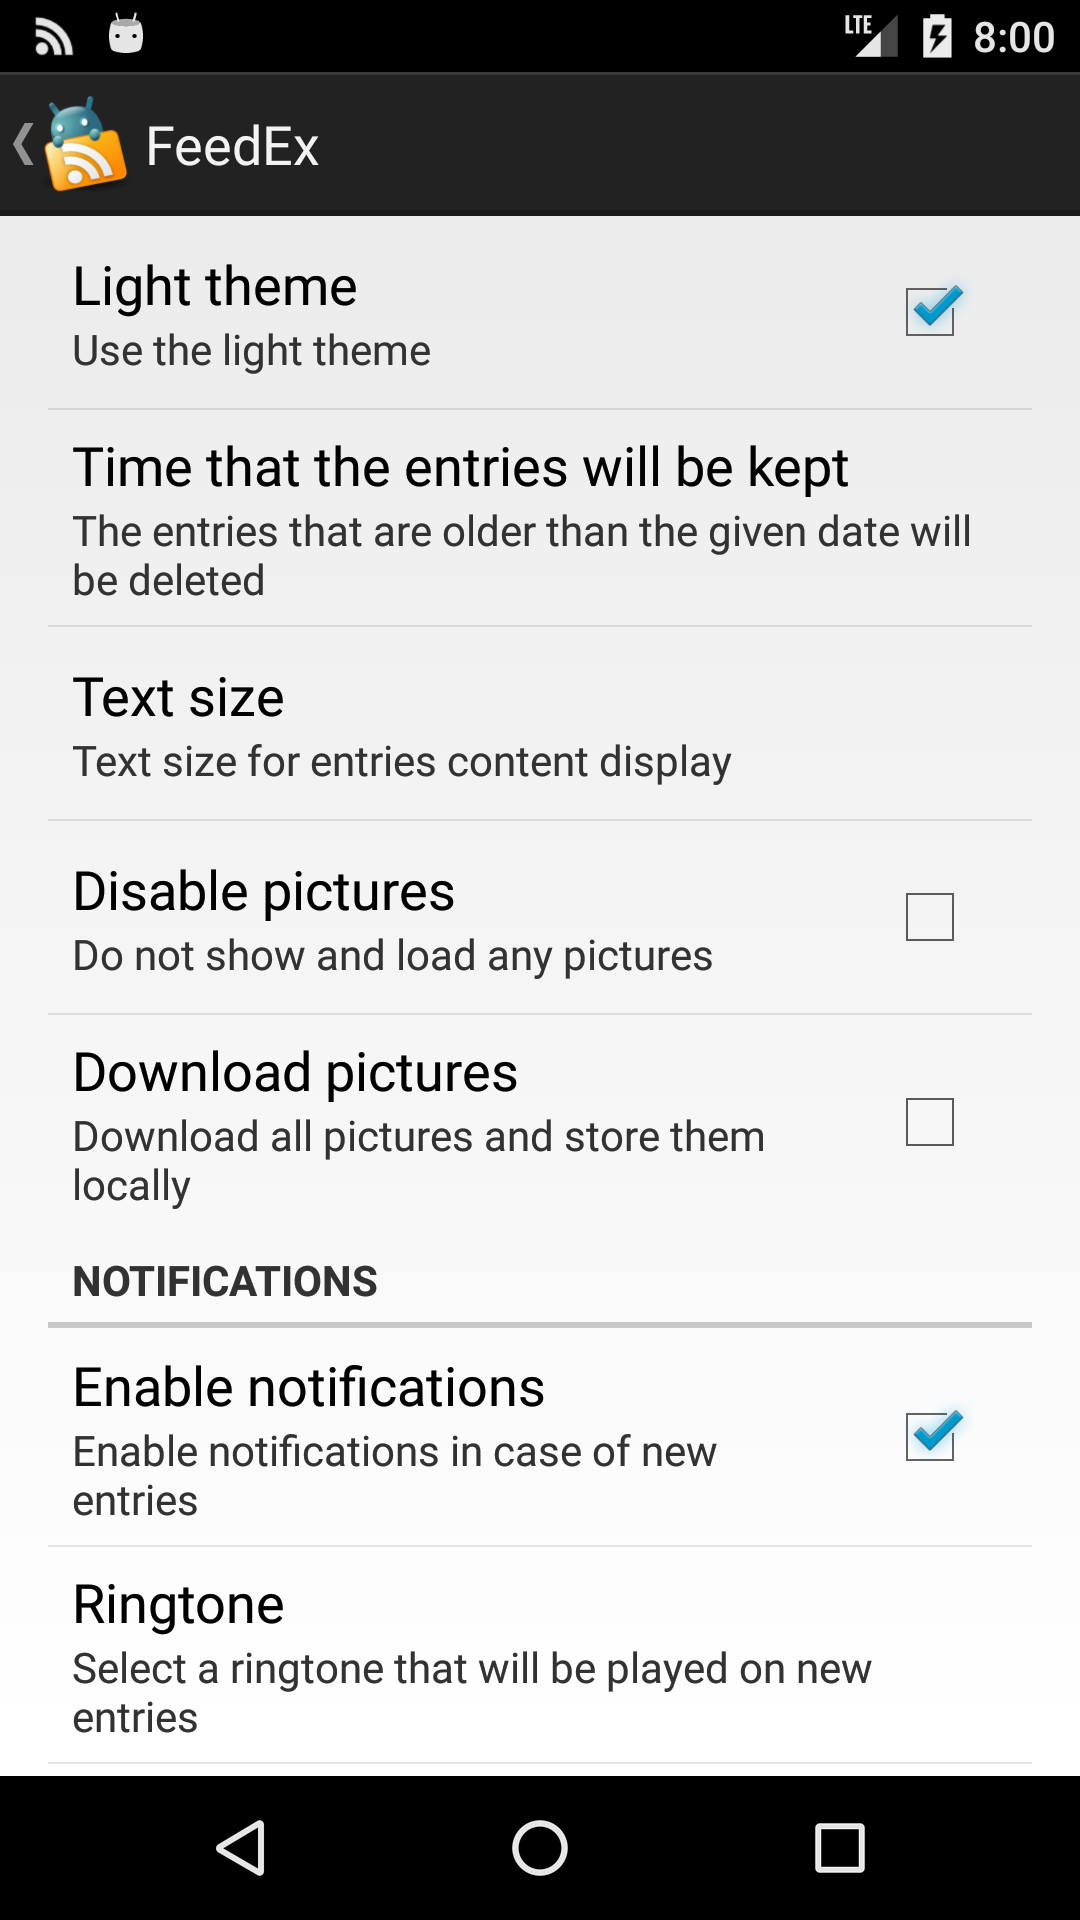 LTE 8:00
FeedEx
Light theme
Use the light theme
Time that the entries will be kept
The entries that are older than the given date will
be deleted
Text size
Text size for entries content display
Disable pictures
Do not show and load any pictures
Download pictures
Download all pictures and store them
locally
NOTIFICATIONS
Enable notifications
Enable notifications in case of new
entries
Ringtone
Select a ringtone that will be played on new
entries